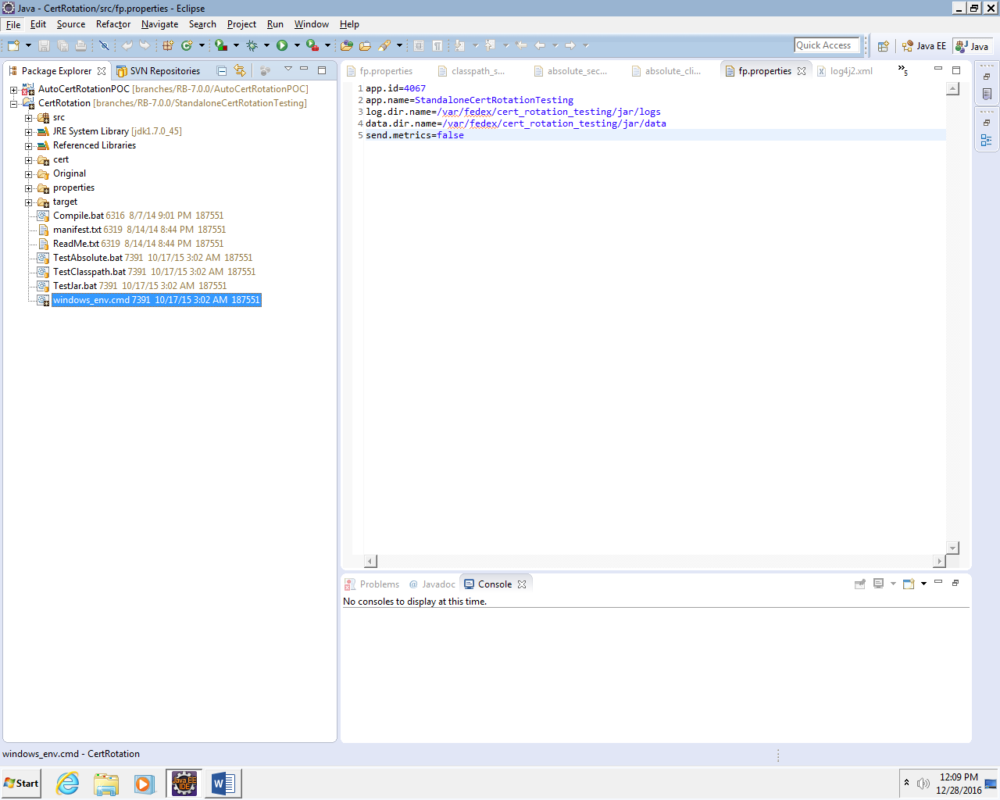 Java - CertRotation/src/fp.properties - Eclipse
File Edit Source Refactor Navigate Search Project Run Window Help
Quick Access
Java EE
Java
Package Explorer
SVN Repositories
AutoCertRotationPOC [branches/RB-7.0.0/AutoCertRotationPOC]
CertRotation [branches/RB-7.0.0/StandaloneCertRotationTesting]
src
JRE System Library [jdk1.7.0_45]
Referenced Libraries
cert
Original
properties
target
Compile.bat 6316 8/7/14 9:01 PM 187551
manifest.txt 6319 8/14/14 8:44 PM 187551
ReadMe.txt 6319 8/14/14 8:44 PM 187551
TestAbsolute.bat 7391 10/17/15 3:02 AM 187551
TestClasspath.bat 7391 10/17/15 3:02 AM 187551
TestJar.bat 7391 10/17/15 3:02 AM 187551
windows_env.cmd 7391 10/17/15 3:02 AM 187551
fp.properties classpath_s... absolute_sec... absolute_cli... fp.properties log4j2.xml »5
1 app.id=4067
2 app.name=StandaloneCertRotationTesting
3 log.dir.name=/var/fedex/cert_rotation_testing/jar/logs
4 data.dir.name=/var/fedex/cert_rotation_testing/jar/data
5 send.metrics=false
Problems @ Javadoc Console
No consoles to display at this time.
windows_env.cmd - CertRotation
Start
Java EE
IDE
12:09 PM
12/28/2016